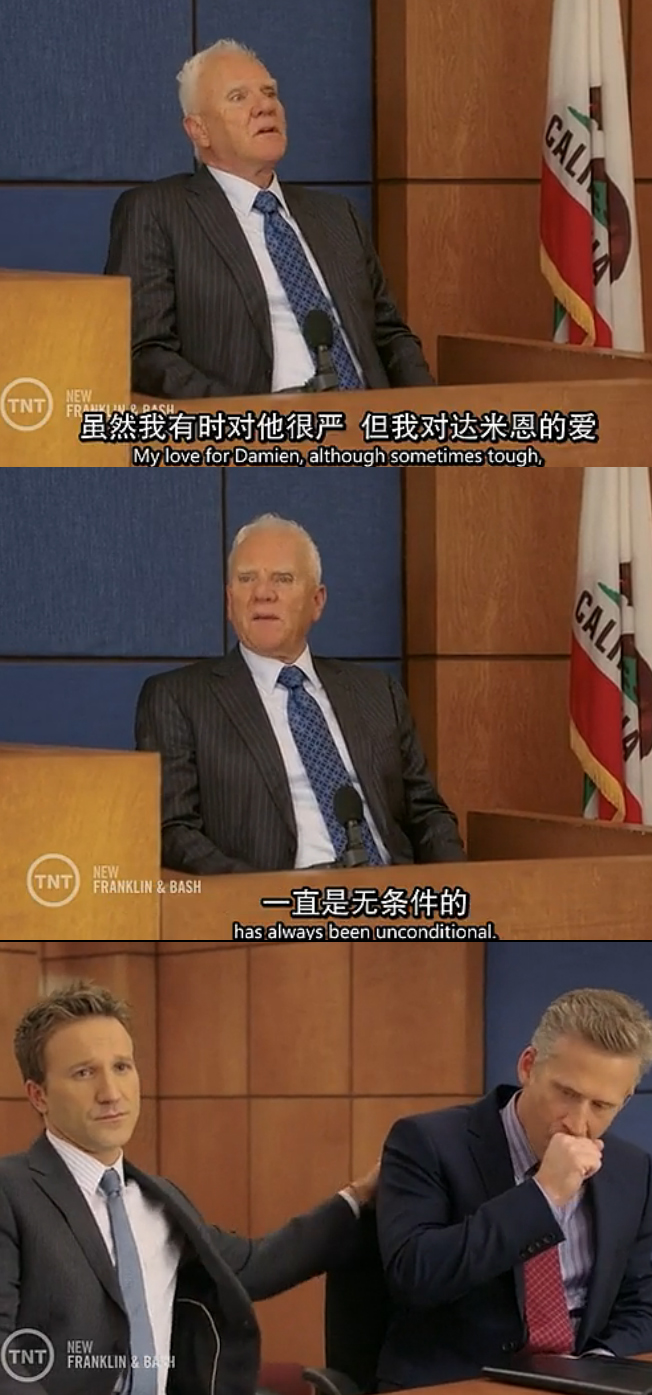 CALIFORNIA
TNT
NEW
FRANKLIN & BASH
虽然我有时对他很严 但我对达米恩的爱
My love for Damien, although sometimes tough,
CALIFORNIA
TNT
NEW
FRANKLIN & BASH
一直是无条件的
has always been unconditional.
TNT
NEW
FRANKLIN & BASH